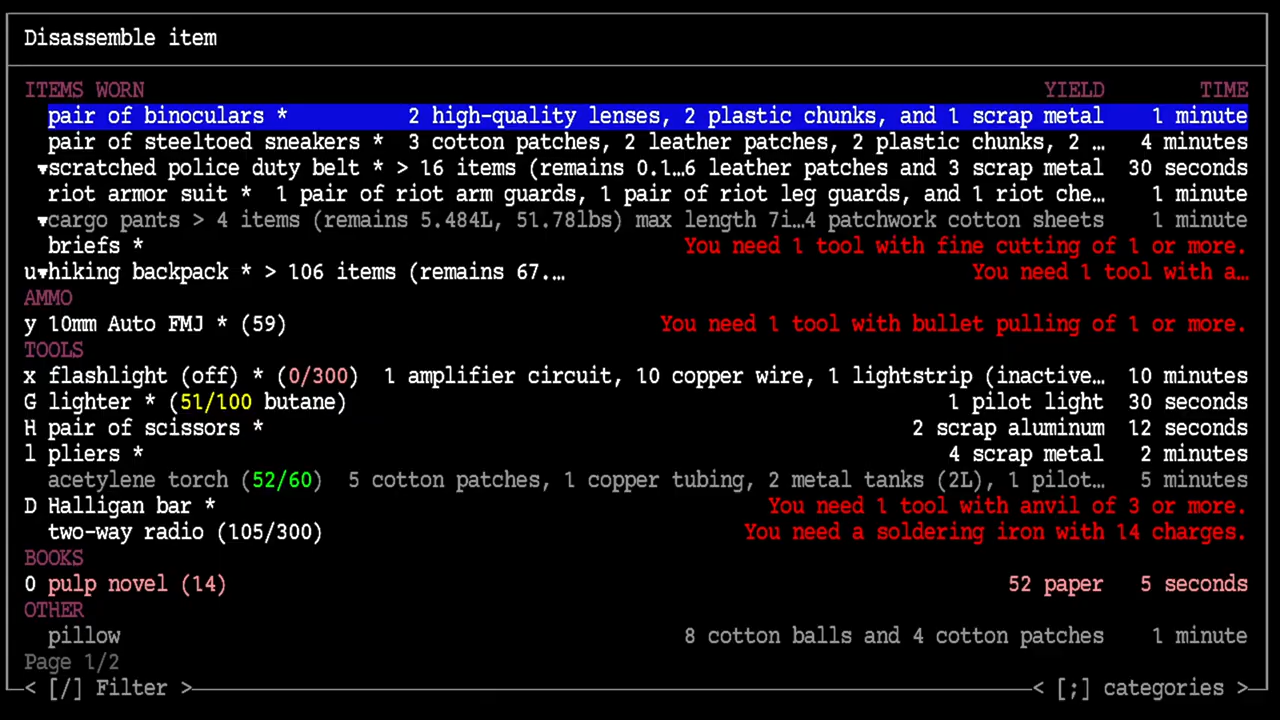 Disassemble item
ITEMS WORN YIELD TIME
pair of binoculars * 2 high-quality lenses, 2 plastic chunks, and 1 scrap metal 1 minute
pair of steeltoed sneakers * 3 cotton patches, 2 leather patches, 2 plastic chunks, 2 … 4 minutes
▾scratched police duty belt * > 16 items (remains 0.1…6 leather patches and 3 scrap metal 30 seconds
riot armor suit * 1 pair of riot arm guards, 1 pair of riot leg guards, and 1 riot che… 1 minute
▾cargo pants > 4 items (remains 5.484L, 51.78lbs) max length 7i…4 patchwork cotton sheets 1 minute
briefs * You need 1 tool with fine cutting of 1 or more.
u▾hiking backpack * > 106 items (remains 67.… You need 1 tool with a…
AMMO
y 10mm Auto FMJ * (59) You need 1 tool with bullet pulling of 1 or more.
TOOLS
x flashlight (off) * (0/300) 1 amplifier circuit, 10 copper wire, 1 lightstrip (inactive… 10 minutes
G lighter * (51/100 butane) 1 pilot light 30 seconds
H pair of scissors * 2 scrap aluminum 12 seconds
l pliers * 4 scrap metal 2 minutes
acetylene torch (52/60) 5 cotton patches, 1 copper tubing, 2 metal tanks (2L), 1 pilot… 5 minutes
D Halligan bar * You need 1 tool with anvil of 3 or more.
two-way radio (105/300) You need a soldering iron with 14 charges.
BOOKS
0 pulp novel (14) 52 paper 5 seconds
OTHER
pillow 8 cotton balls and 4 cotton patches 1 minute
Page 1/2
< [/] Filter > < [;] categories >